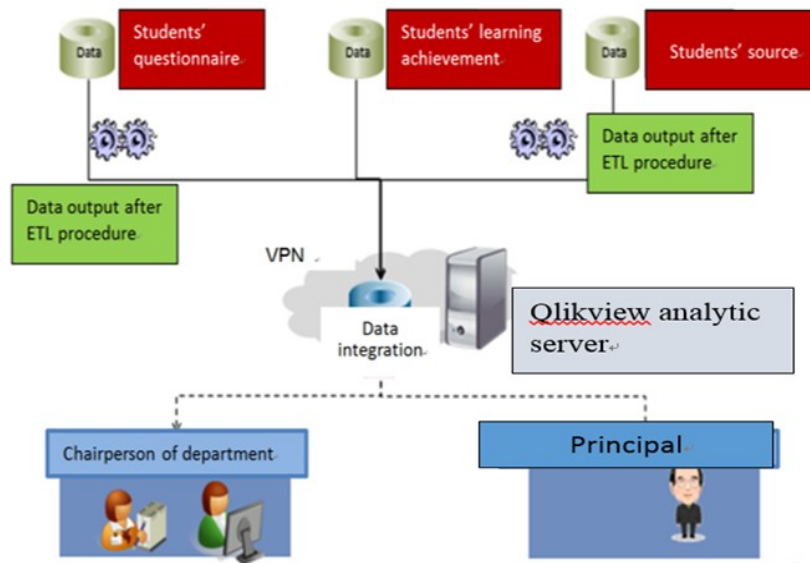 Data
Students'
questionnaire
Data
Students' learning
achievement
Data
Students' source
Data output after
ETL procedure
Data output after
ETL procedure
VPN
Data
integration
Qlikview analytic
server
Chairperson of department
Principal